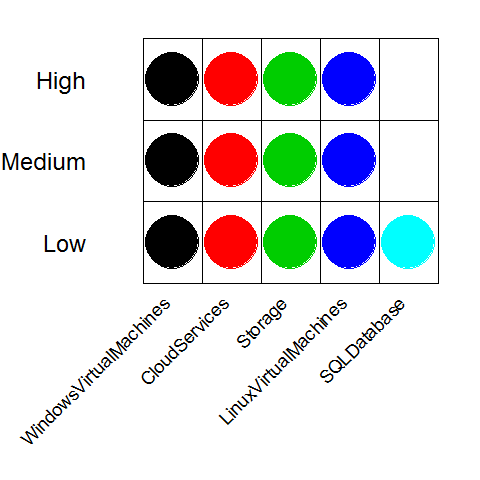 High
Medium
Low
WindowsVirtualMachines
CloudServices
Storage
LinuxVirtualMachines
SQLDatabase